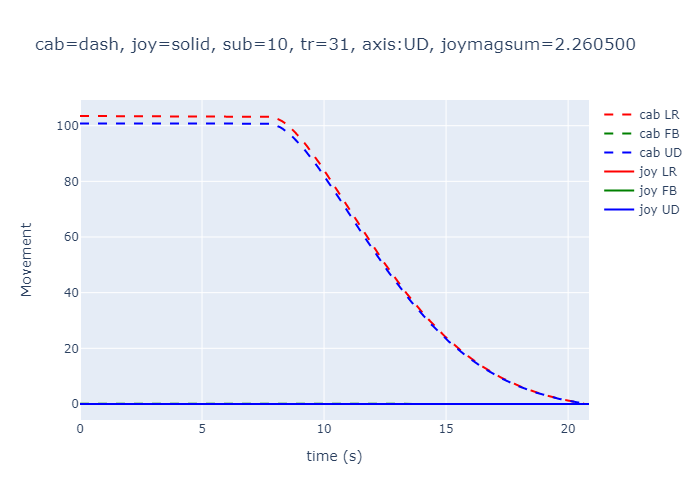 cab=dash, joy=solid, sub=10, tr=31, axis:UD, joymagsum=2.260500
cab LR
cab FB
cab UD
joy LR
joy FB
joy UD
Movement
100
80
60
40
20
0
0 5 10 15 20
time (s)